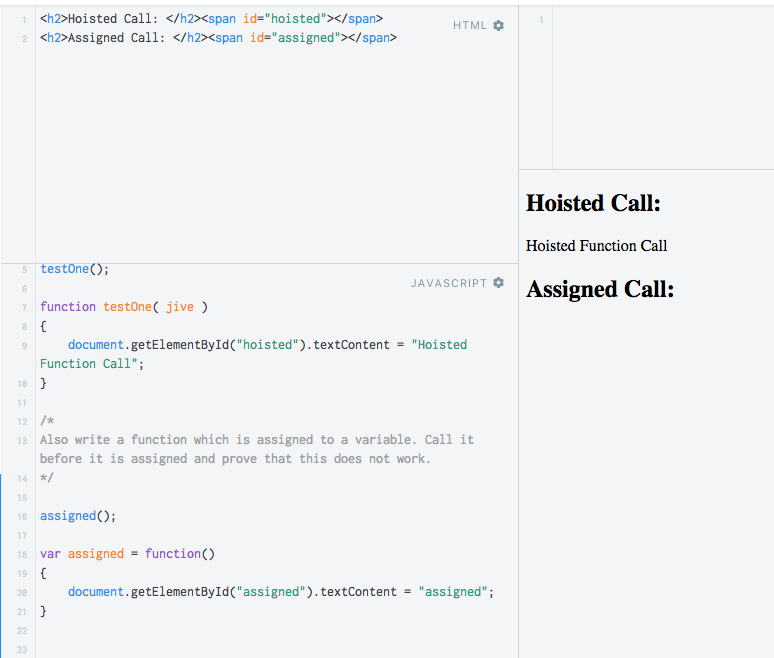 1 <h2>Hoisted Call: </h2><span id="hoisted"></span>
2 <h2>Assigned Call: </h2><span id="assigned"></span>
HTML
1
5 testOne();
JAVASCRIPT
6
7 function testOne( jive )
8 {
9 document.getElementById("hoisted").textContent = "Hoisted
Function Call";
10 }
11
12 /*
13 Also write a function which is assigned to a variable. Call it
before it is assigned and prove that this does not work.
14 */
15
16 assigned();
17
18 var assigned = function()
19 {
20 document.getElementById("assigned").textContent = "assigned";
21 }
22
23
Hoisted Call:
Hoisted Function Call
Assigned Call: